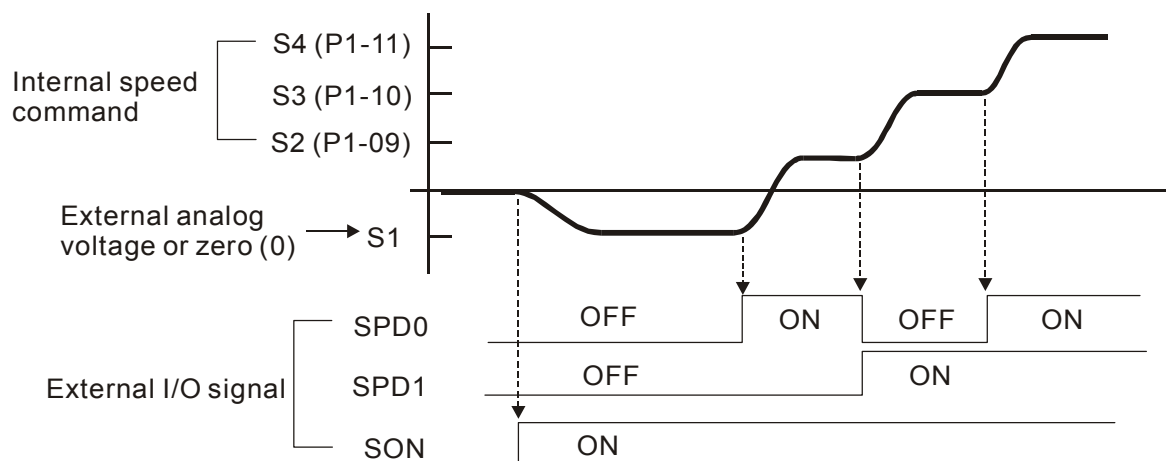 S4 (P1-11)
Internal speed
command
S3 (P1-10)
S2 (P1-09)
External analog
voltage or zero (0)
S1
SPD0
OFF
ON
OFF
ON
External I/O signal
SPD1
OFF
ON
SON
ON